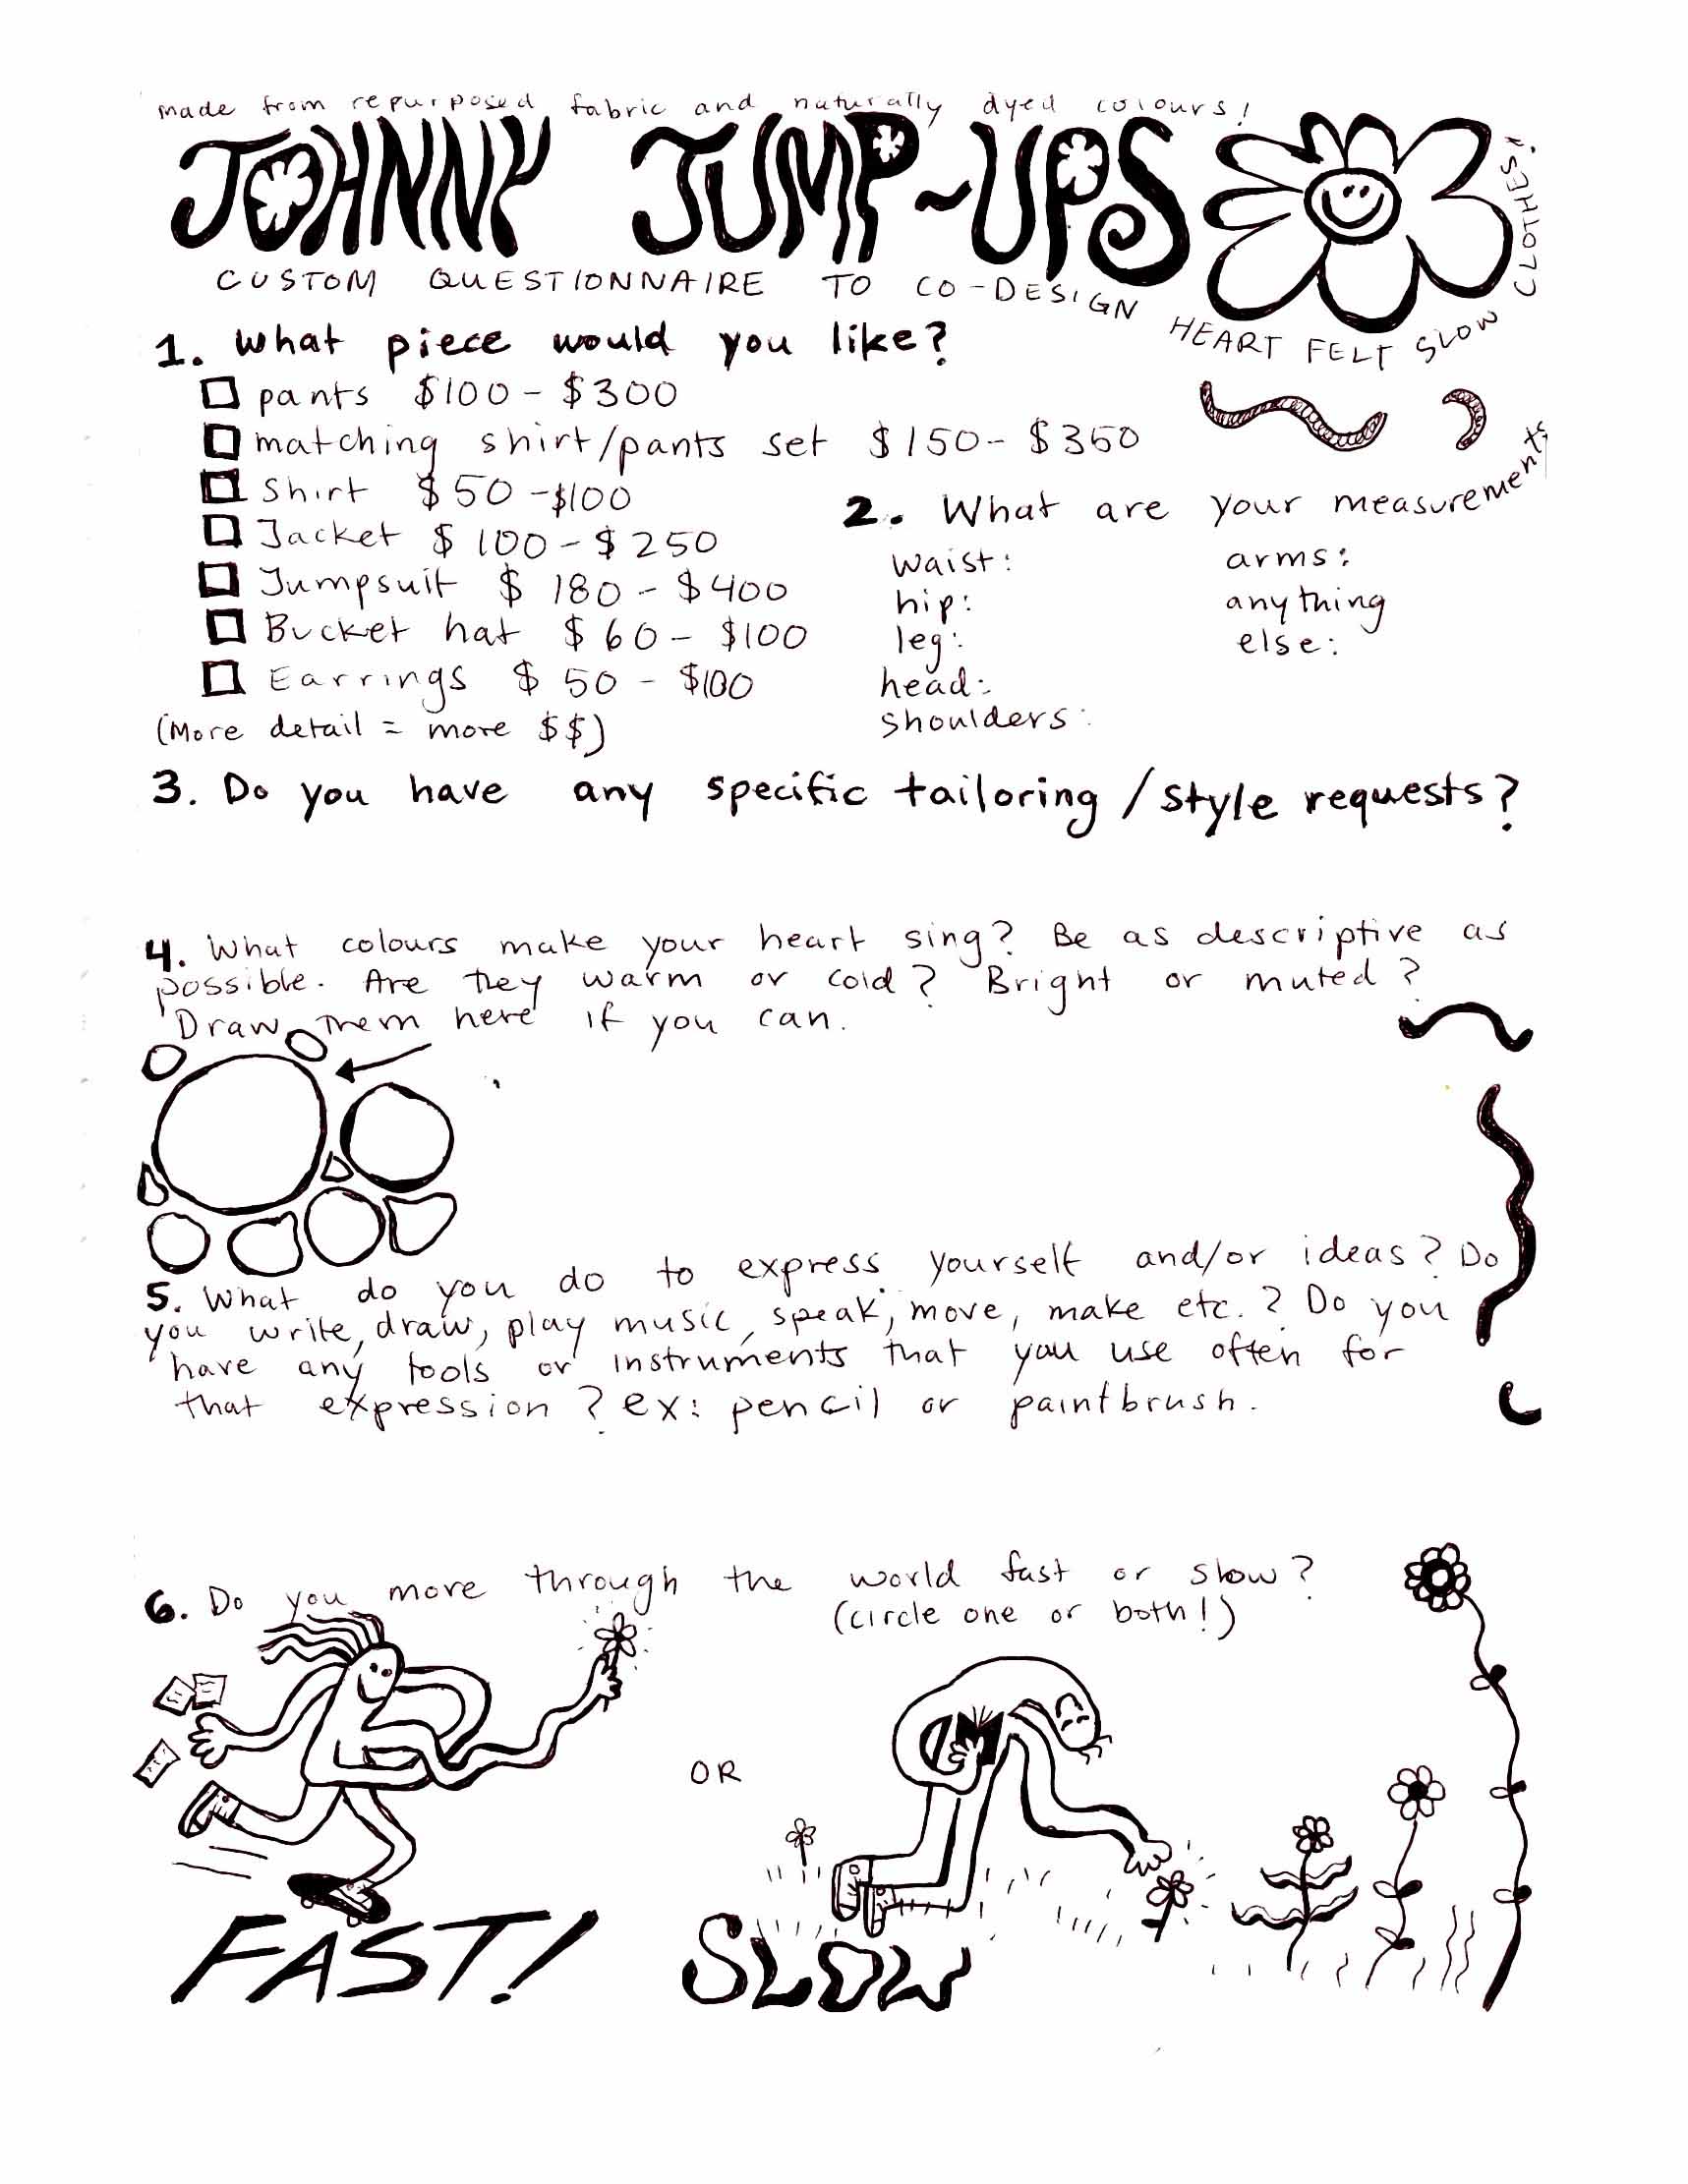 made from repurposed fabric and naturally dyed colours!
JOHNNY JUMP-UPS
CUSTOM QUESTIONNAIRE TO CO-DESIGN HEART FELT SLOW CLOTHES!
1. What piece would you like?
pants $100 - $300
matching shirt/pants set $150 - $350
Shirt $50 - $100
Jacket $100 - $250
Jumpsuit $180 - $400
Bucket hat $60 - $100
Earrings $50 - $100
(More detail = more $$)
2. What are your measurements
waist:
hip:
leg:
head:
shoulders:
arms:
anything
else:
3. Do you have any specific tailoring/style requests?
4. What colours make your heart sing? Be as descriptive as
possible. Are they warm or cold? Bright or muted?
Draw them here if you can.
5. What do you do to express yourself and/or ideas? Do
you write, draw, play music, speak, move, make etc.? Do you
have any tools or instruments that you use often for
that expression? ex: pencil or paintbrush.
6. Do you move through the world fast or slow?
(circle one or both!)
OR
FAST!
SLOW